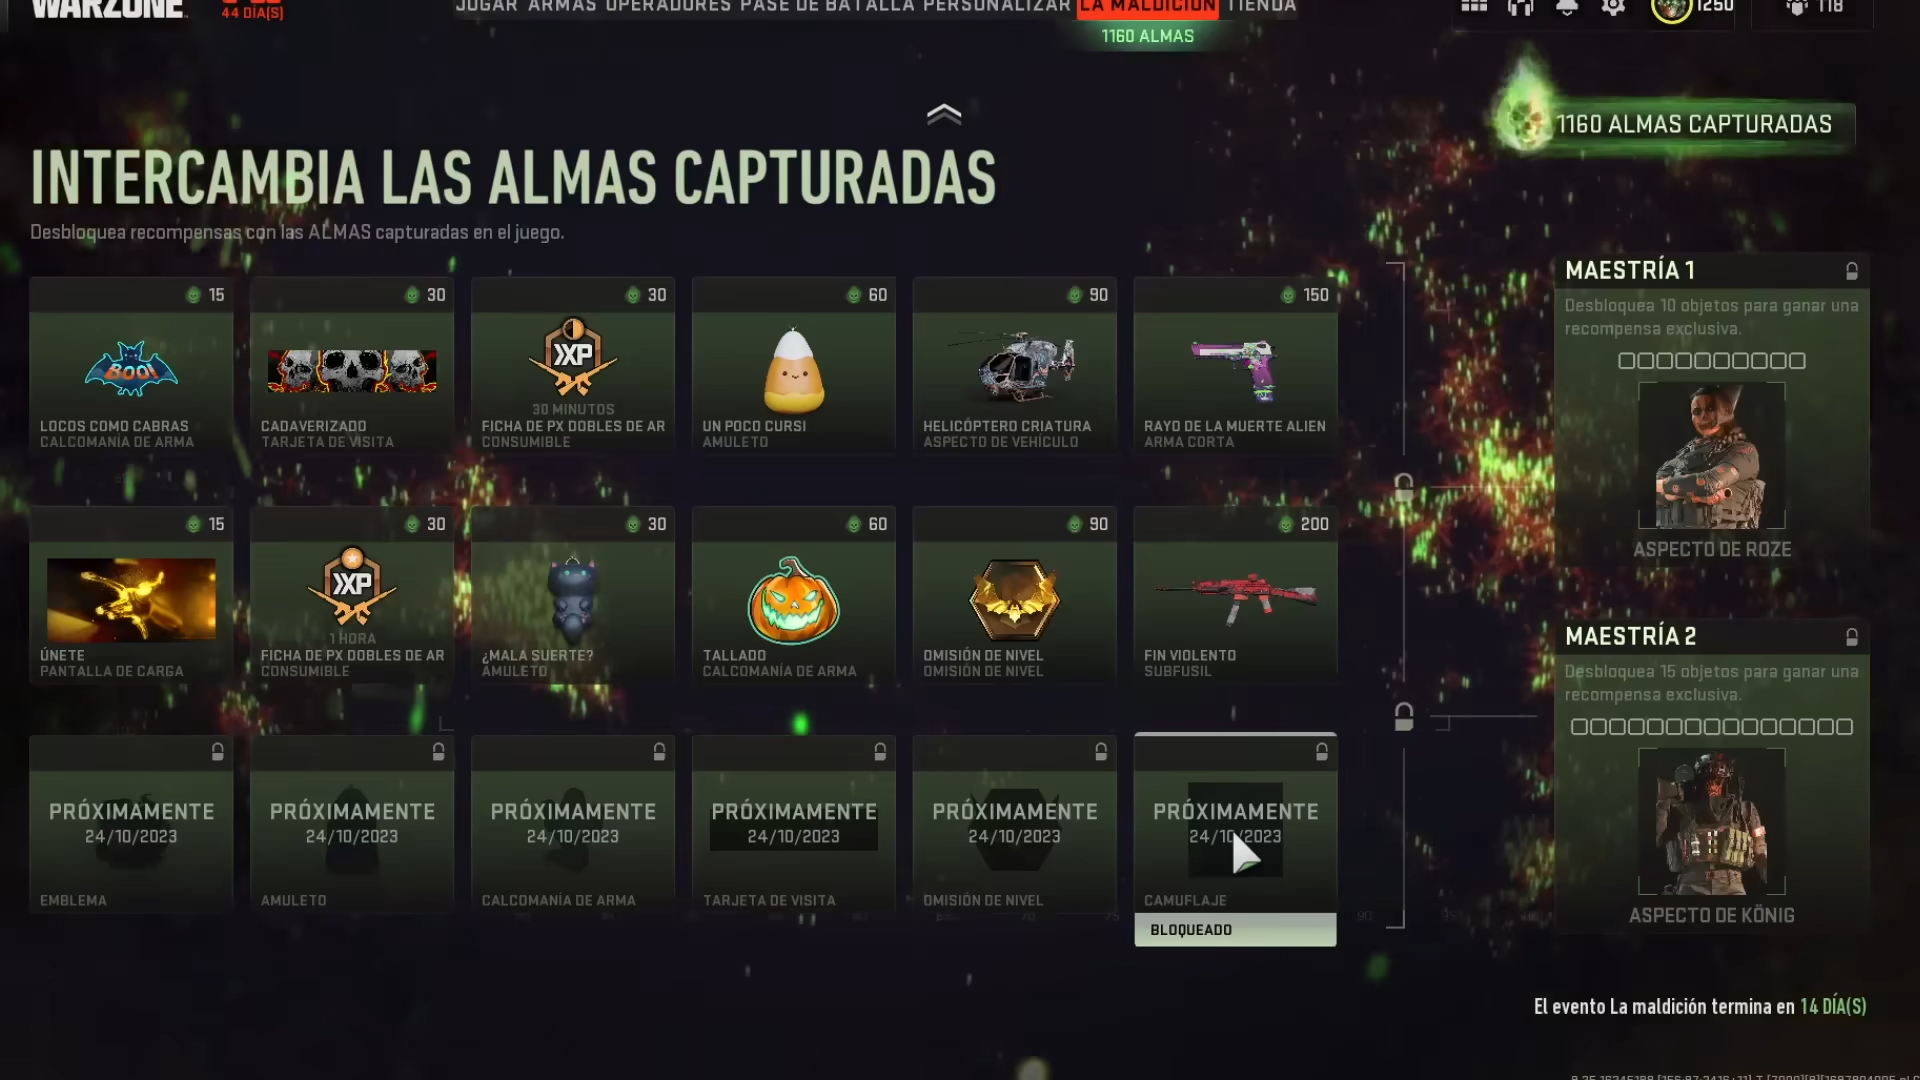 WARZONE
44 DÍA(S)
JUGAR ARMAS OPERADORES PASE DE BATALLA PERSONALIZAR LA MALDICIÓN TIENDA
1250
118
1160 ALMAS
1160 ALMAS CAPTURADAS
INTERCAMBIA LAS ALMAS CAPTURADAS
Desbloquea recompensas con las ALMAS capturadas en el juego.
15
BOO!
LOCOS COMO CABRAS
CALCOMANÍA DE ARMA
30
CADAVERIZADO
TARJETA DE VISITA
30
XP
30 MINUTOS
FICHA DE PX DOBLES DE AR
CONSUMIBLE
60
UN POCO CURSI
AMULETO
90
HELICÓPTERO CRIATURA
ASPECTO DE VEHÍCULO
150
RAYO DE LA MUERTE ALIEN
ARMA CORTA
15
ÚNETE
PANTALLA DE CARGA
30
XP
1 HORA
FICHA DE PX DOBLES DE AR
CONSUMIBLE
30
¿MALA SUERTE?
AMULETO
60
TALLADO
CALCOMANÍA DE ARMA
90
OMISIÓN DE NIVEL
OMISIÓN DE NIVEL
200
FIN VIOLENTO
SUBFUSIL
PRÓXIMAMENTE
24/10/2023
EMBLEMA
PRÓXIMAMENTE
24/10/2023
AMULETO
PRÓXIMAMENTE
24/10/2023
CALCOMANÍA DE ARMA
PRÓXIMAMENTE
24/10/2023
TARJETA DE VISITA
PRÓXIMAMENTE
24/10/2023
OMISIÓN DE NIVEL
PRÓXIMAMENTE
24/10/2023
CAMUFLAJE
BLOQUEADO
MAESTRÍA 1
Desbloquea 10 objetos para ganar una
recompensa exclusiva.
ASPECTO DE ROZE
MAESTRÍA 2
Desbloquea 15 objetos para ganar una
recompensa exclusiva.
ASPECTO DE KÖNIG
El evento La maldición termina en 14 DÍA(S)